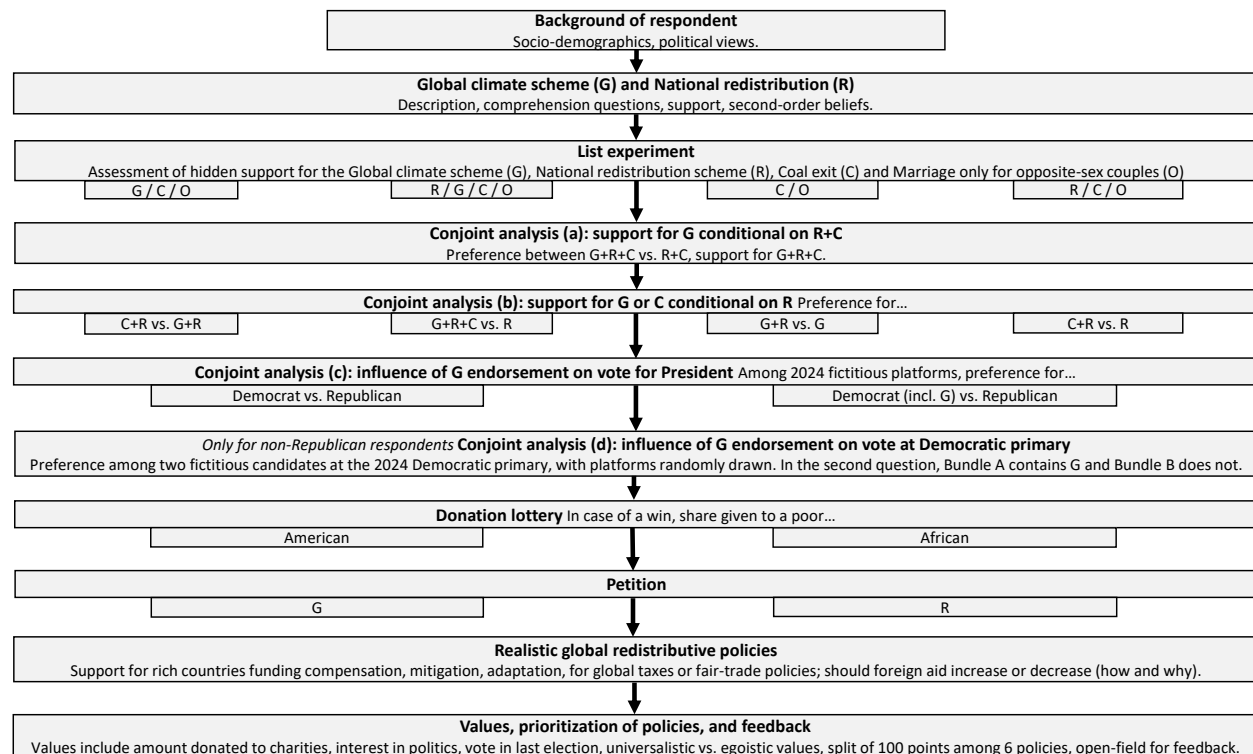 Background of respondent
Socio-demographics, political views.
Global climate scheme (G) and National redistribution (R)
Description, comprehension questions, support, second-order beliefs.
List experiment
Assessment of hidden support for the Global climate scheme (G), National redistribution scheme (R), Coal exit (C) and Marriage only for opposite-sex couples (O)
G / C / O
R / G / C / O
C / O
R / C / O
Conjoint analysis (a): support for G conditional on R+C
Preference between G+R+C vs. R+C, support for G+R+C.
Conjoint analysis (b): support for G or C conditional on R Preference for...
C+R vs. G+R
G+R+C vs. R
G+R vs. G
C+R vs. R
Conjoint analysis (c): influence of G endorsement on vote for President Among 2024 fictitious platforms, preference for...
Democrat vs. Republican
Democrat (incl. G) vs. Republican
Only for non-Republican respondents Conjoint analysis (d): influence of G endorsement on vote at Democratic primary
Preference among two fictitious candidates at the 2024 Democratic primary, with platforms randomly drawn. In the second question, Bundle A contains G and Bundle B does not.
Donation lottery In case of a win, share given to a poor...
American
African
Petition
G
R
Realistic global redistributive policies
Support for rich countries funding compensation, mitigation, adaptation, for global taxes or fair-trade policies; should foreign aid increase or decrease (how and why).
Values, prioritization of policies, and feedback
Values include amount donated to charities, interest in politics, vote in last election, universalistic vs. egoistic values, split of 100 points among 6 policies, open-field for feedback.